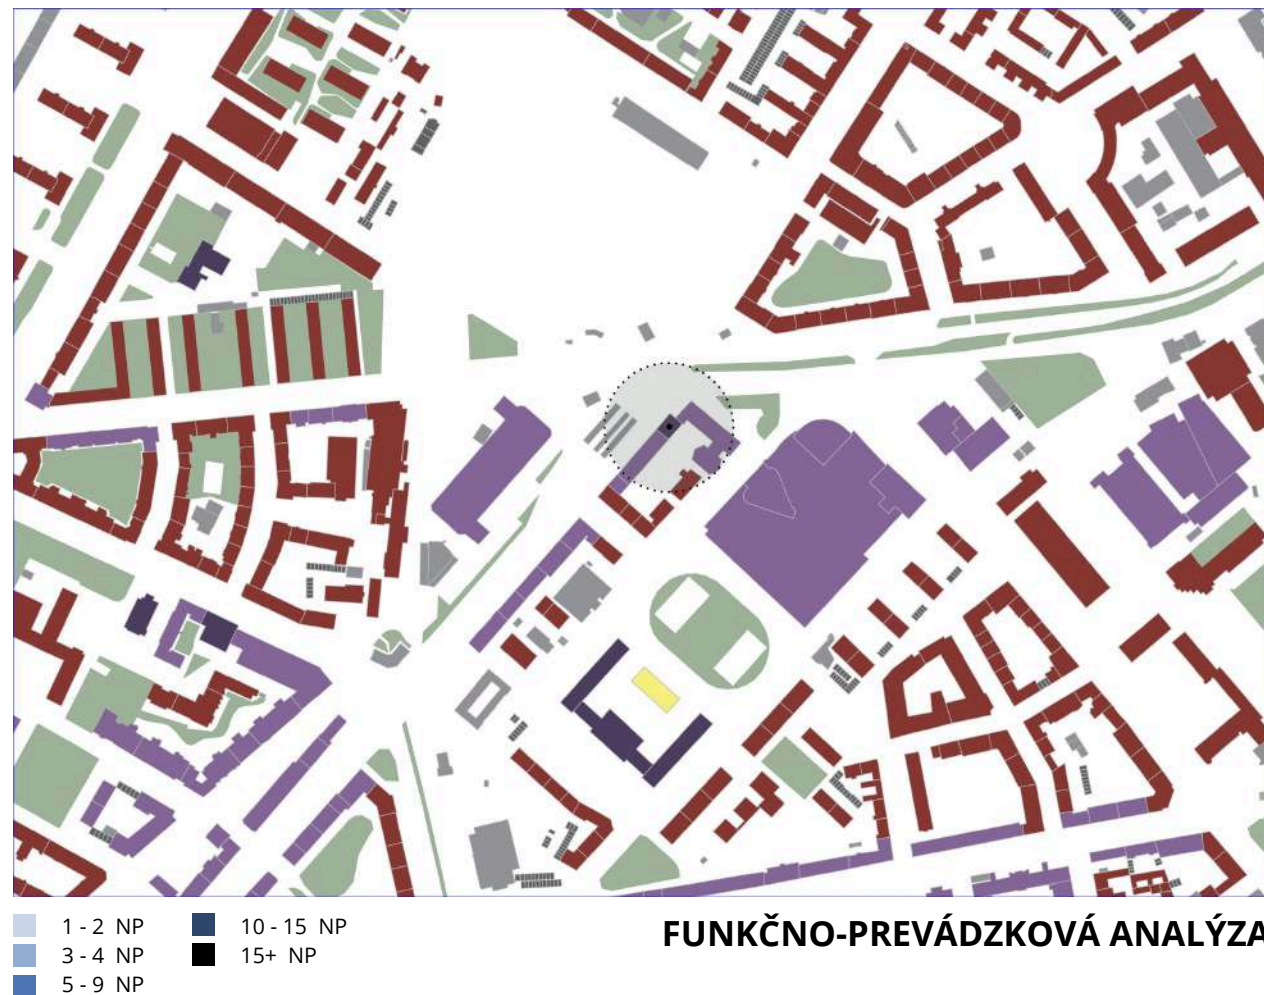 1 - 2 NP
3 - 4 NP
5 - 9 NP
10 - 15 NP
15+ NP
FUNKČNO-PREVÁDZKOVÁ ANALÝZA